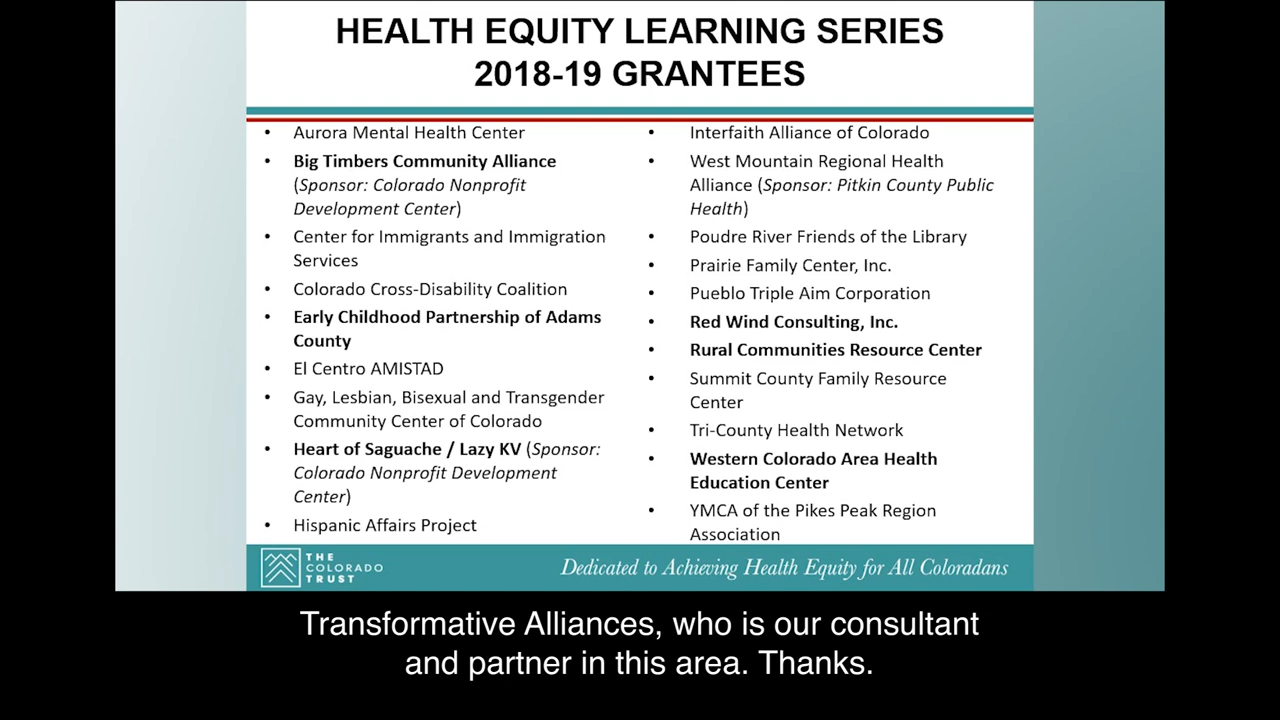 HEALTH EQUITY LEARNING SERIES
2018-19 GRANTEES
• Aurora Mental Health Center
• Big Timbers Community Alliance
(Sponsor: Colorado Nonprofit
Development Center)
• Center for Immigrants and Immigration
Services
• Colorado Cross-Disability Coalition
• Early Childhood Partnership of Adams
County
• El Centro AMISTAD
• Gay, Lesbian, Bisexual and Transgender
Community Center of Colorado
• Heart of Saguache / Lazy KV (Sponsor:
Colorado Nonprofit Development
Center)
• Hispanic Affairs Project
• Interfaith Alliance of Colorado
• West Mountain Regional Health
Alliance (Sponsor: Pitkin County Public
Health)
• Poudre River Friends of the Library
• Prairie Family Center, Inc.
• Pueblo Triple Aim Corporation
• Red Wind Consulting, Inc.
• Rural Communities Resource Center
• Summit County Family Resource
Center
• Tri-County Health Network
• Western Colorado Area Health
Education Center
• YMCA of the Pikes Peak Region
Association
THE
COLORADO
TRUST
Dedicated to Achieving Health Equity for All Coloradans
Transformative Alliances, who is our consultant
and partner in this area. Thanks.